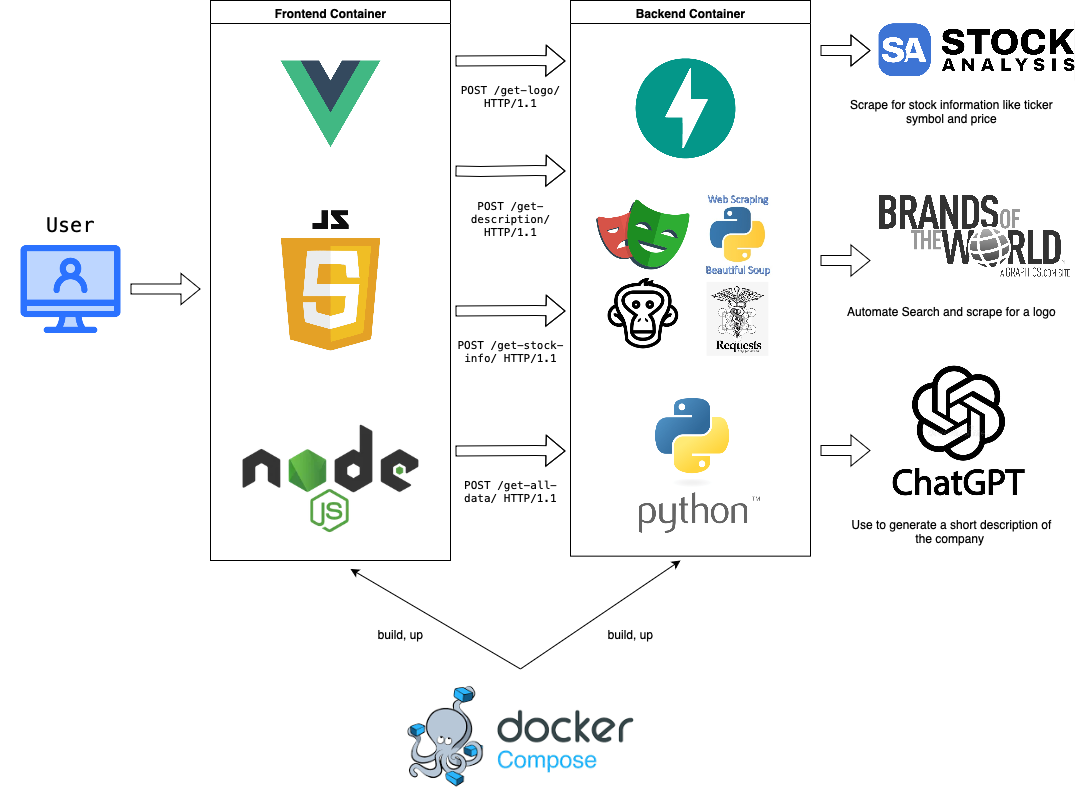 Frontend Container
Backend Container
User
JS
JS
POST /get-logo/
HTTP/1.1
POST /get-
description/
HTTP/1.1
POST /get-stock-
info/ HTTP/1.1
POST /get-all-
data/ HTTP/1.1
node
JS
Web Scraping
Beautiful Soup
Requests
python™
SA
STOCK
ANALYSIS
Scrape for stock information like ticker
symbol and price
BRANDS OF
THE WORLD
A GRAPHICS.COM SITE
Automate Search and scrape for a logo
ChatGPT
Use to generate a short description of
the company
build, up
build, up
docker
Compose